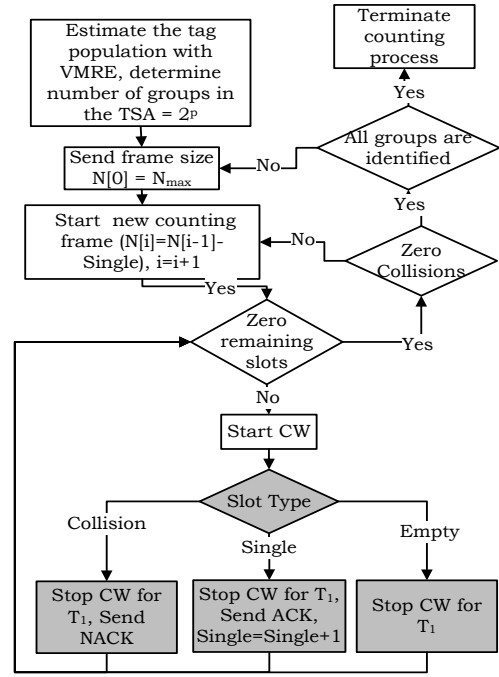 Estimate the tag
population with
VMRE, determine
number of groups in
the TSA = 2ᵖ
Terminate
counting
process
Yes
All groups are
identified
No
Send frame size
N[0] = Nₘₐₓ
Yes
Start  new counting
frame (N[i]=N[i-1]-
Single), i=i+1
No
Zero
Collisions
Yes
Zero
remaining
slots
Yes
No
Start CW
Slot Type
Collision
Single
Empty
Stop CW for
T₁, Send
NACK
Stop CW for T₁,
Send ACK,
Single=Single+1
Stop CW for
T₁